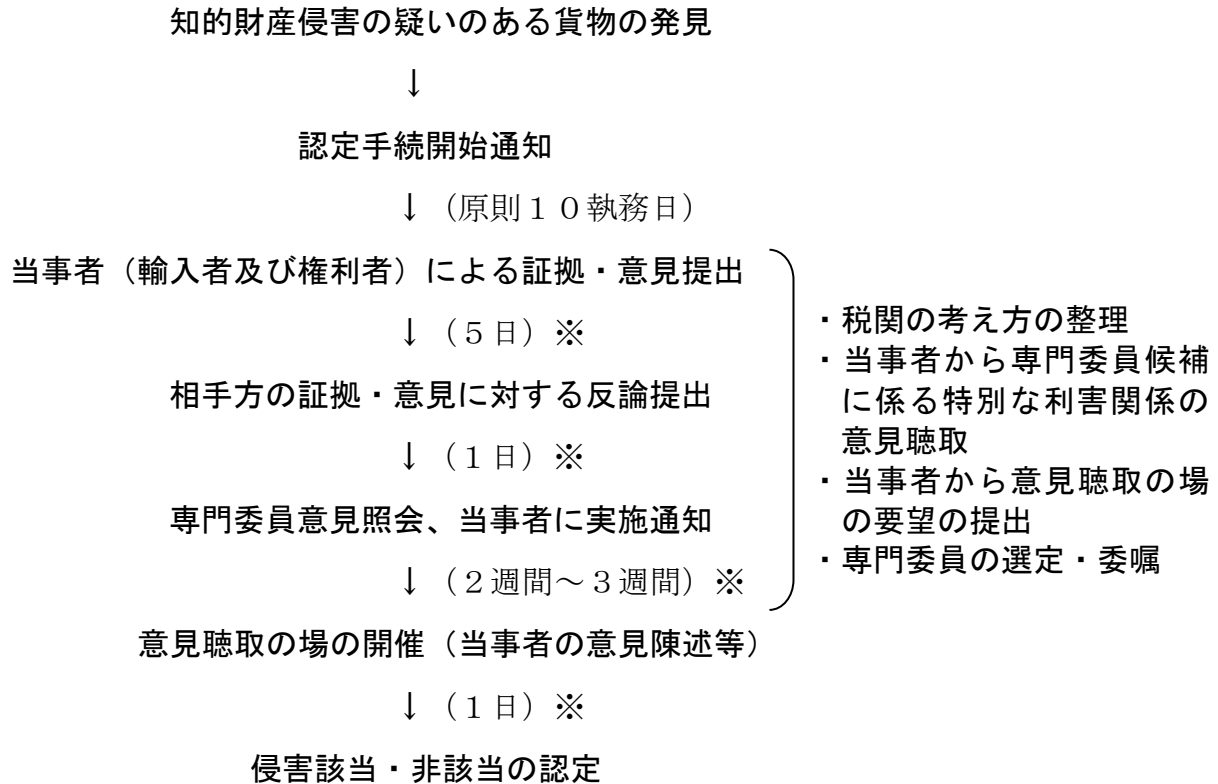 知的財産侵害の疑いのある貨物の発見
↓
認定手続開始通知
↓（原則１０執務日）
当事者（輸入者及び権利者）による証拠・意見提出
↓（５日）※
相手方の証拠・意見に対する反論提出
↓（１日）※
専門委員意見照会、当事者に実施通知
↓（２週間～３週間）※
意見聴取の場の開催（当事者の意見陳述等）
↓（１日）※
侵害該当・非該当の認定
・税関の考え方の整理
・当事者から専門委員候補
に係る特別な利害関係の
意見聴取
・当事者から意見聴取の場
の要望の提出
・専門委員の選定・委嘱